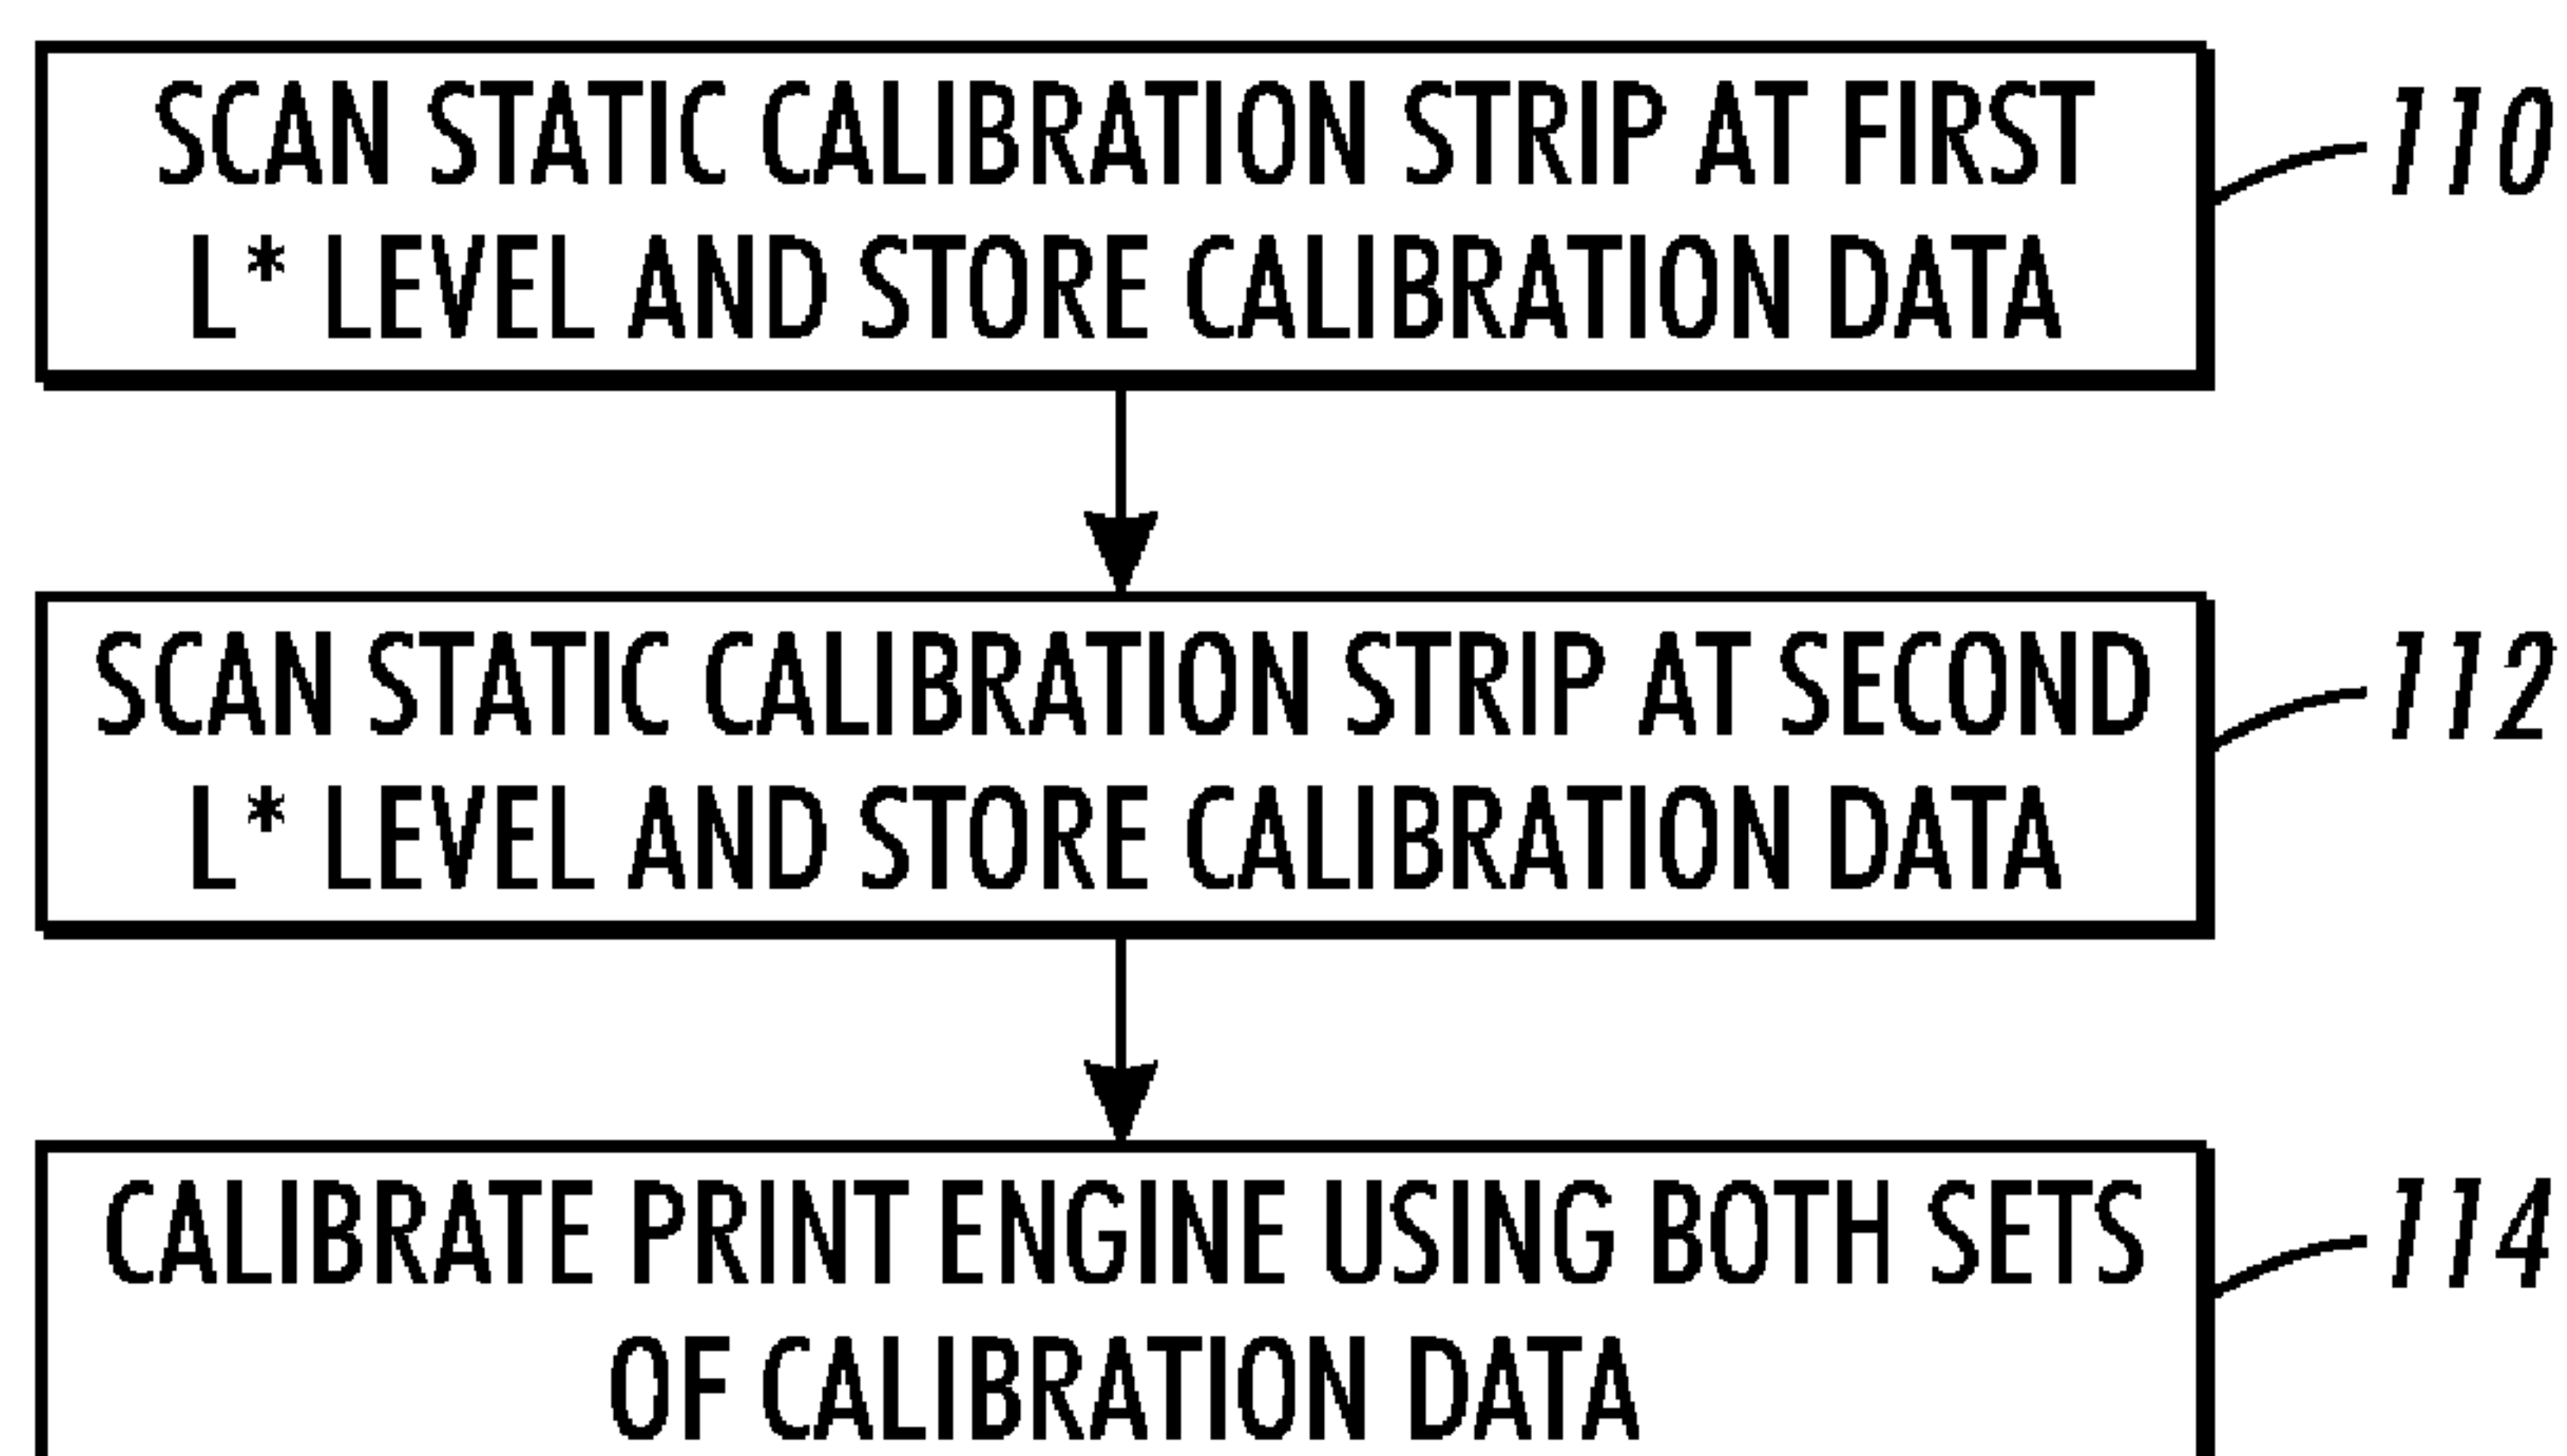 SCAN STATIC CALIBRATION STRIP AT FIRST
L* LEVEL AND STORE CALIBRATION DATA
110
SCAN STATIC CALIBRATION STRIP AT SECOND
L* LEVEL AND STORE CALIBRATION DATA
112
CALIBRATE PRINT ENGINE USING BOTH SETS
OF CALIBRATION DATA
114